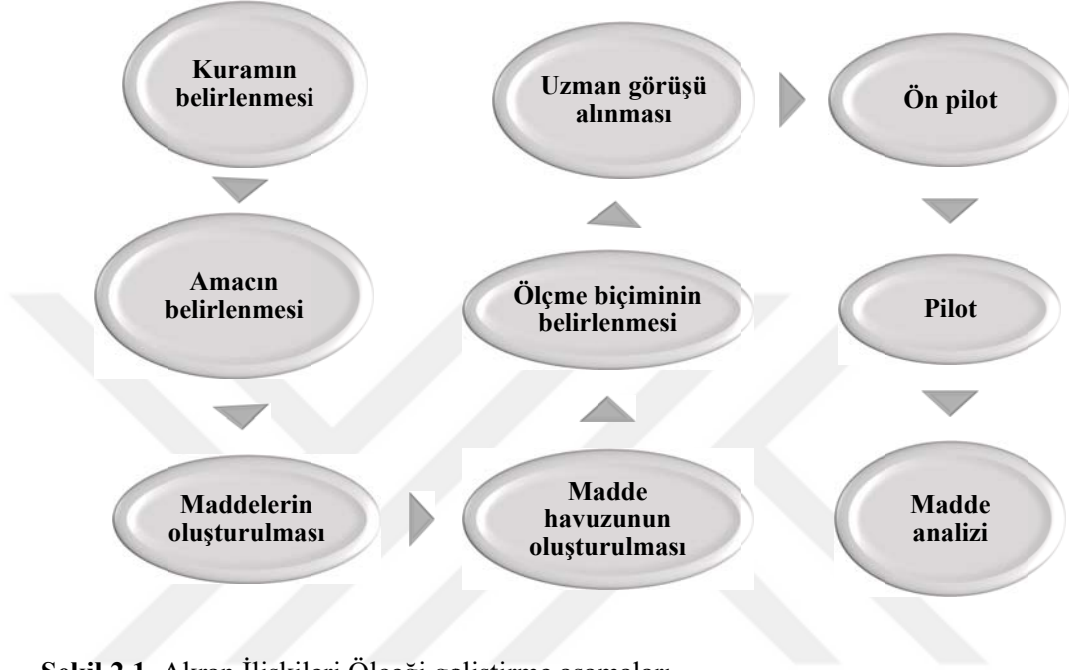 Kuramın
belirlenmesi
Amacın
belirlenmesi
Maddelerin
oluşturulması
Madde
havuzunun
oluşturulması
Ölçme biçiminin
belirlenmesi
Uzman görüşü
alınması
Ön pilot
Pilot
Madde
analizi
Şekil 2.1. Akran İlişkileri Ölçeği geliştirme aşamaları